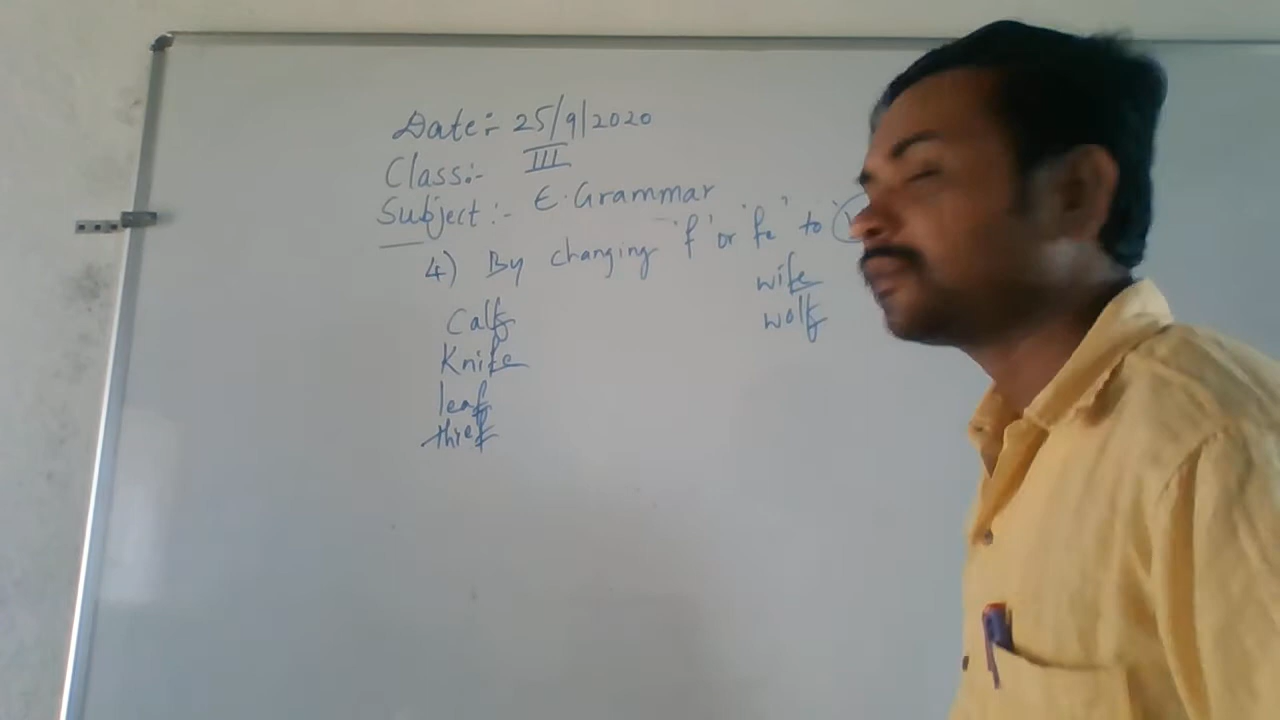 Date:- 25/9/2020
Class:- III
Subject:- E.Grammar
4) By changing 'f' or 'fe' to
Calf
Knife
leaf
thief
wife
wolf